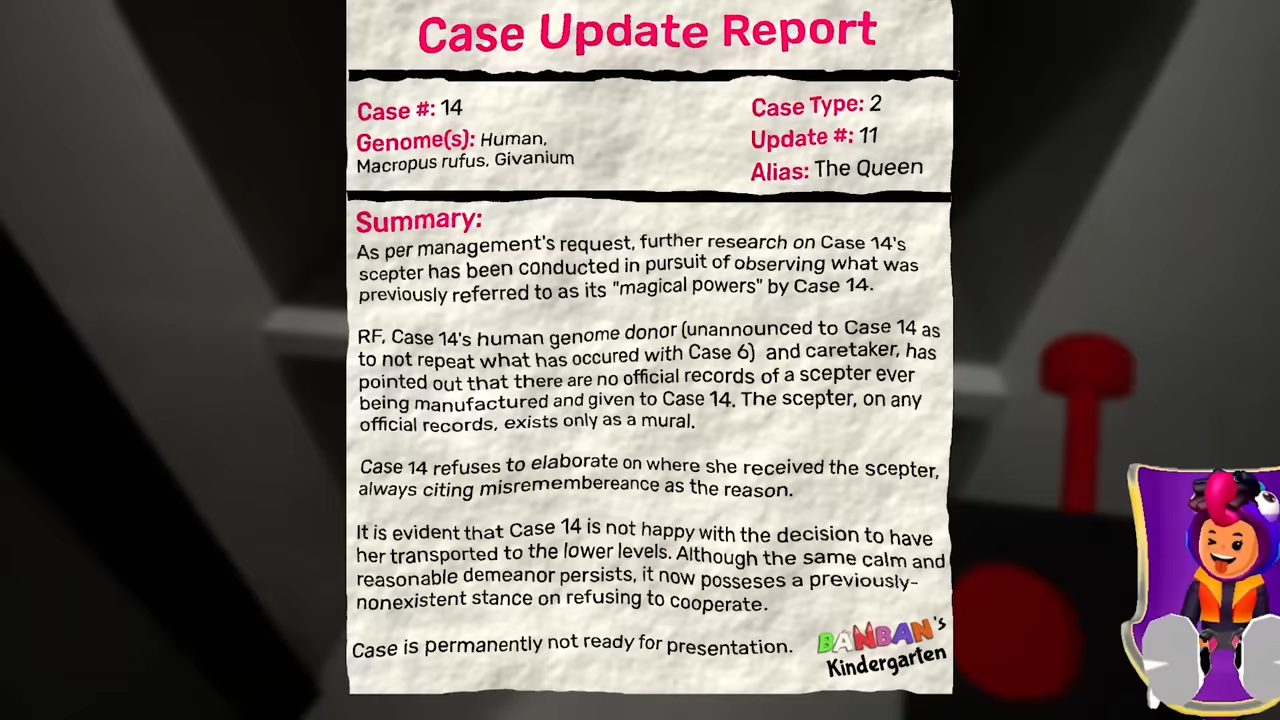 Case Update Report
Case #: 14
Genome(s): Human,
Macropus rufus, Givanium
Case Type: 2
Update #: 11
Alias: The Queen
Summary:
As per management's request, further research on Case 14's
scepter has been conducted in pursuit of observing what was
previously referred to as its "magical powers" by Case 14.
RF, Case 14's human genome donor (unannounced to Case 14 as
to not repeat what has occured with Case 6) and caretaker, has
pointed out that there are no official records of a scepter ever
being manufactured and given to Case 14. The scepter, on any
official records, exists only as a mural.
Case 14 refuses to elaborate on where she received the scepter,
always citing misremembereance as the reason.
It is evident that Case 14 is not happy with the decision to have
her transported to the lower levels. Although the same calm and
reasonable demeanor persists, it now posseses a previously-
nonexistent stance on refusing to cooperate.
Case is permanently not ready for presentation.
BANBAN's
Kindergarten